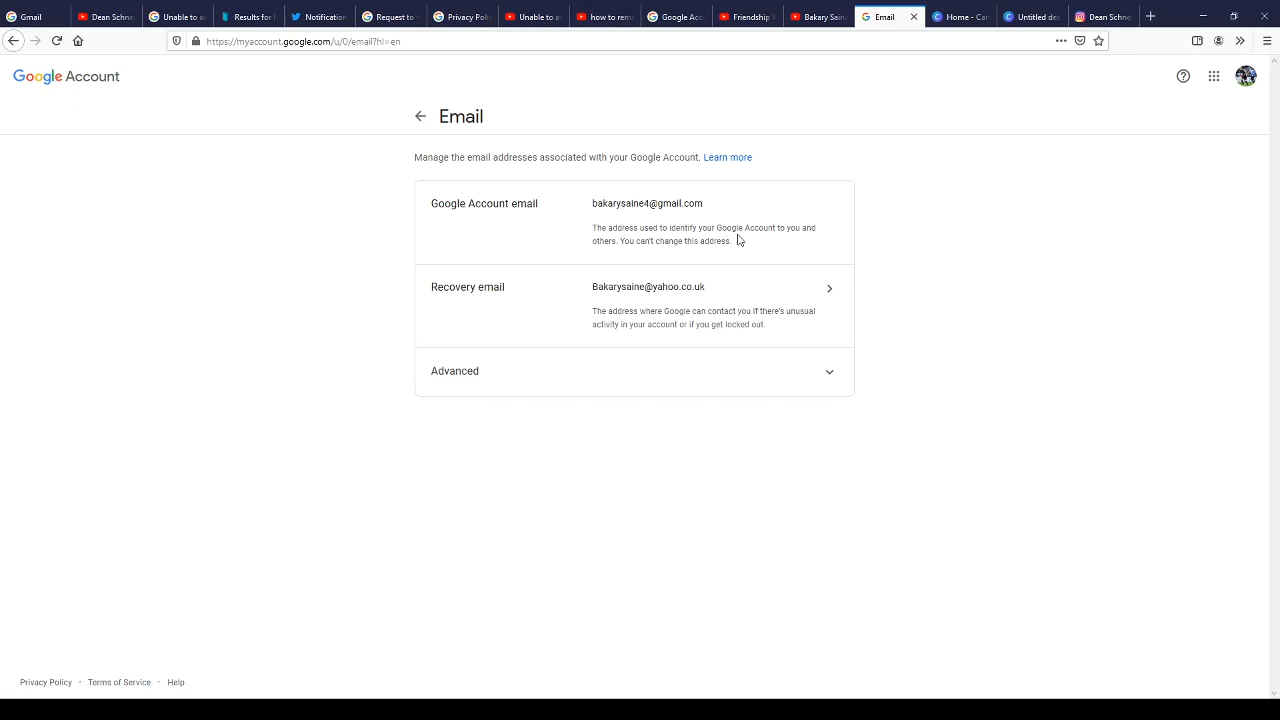 Gmail
Dean Schne
Unable to a
Results for
Notification
Request to
Privacy Poli
Unable to a
how to rem
Google Acc
Friendship
Bakary Sain
Email
Home - Can
Untitled des
Dean Schne
https://myaccount.google.com/u/0/email?hl=en
Google Account
Email
Manage the email addresses associated with your Google Account. Learn more
Google Account email
bakarysaine4@gmail.com
The address used to identify your Google Account to you and
others. You can't change this address.
Recovery email
Bakarysaine@yahoo.co.uk
The address where Google can contact you if there's unusual
activity in your account or if you get locked out.
Advanced
Privacy Policy · Terms of Service · Help